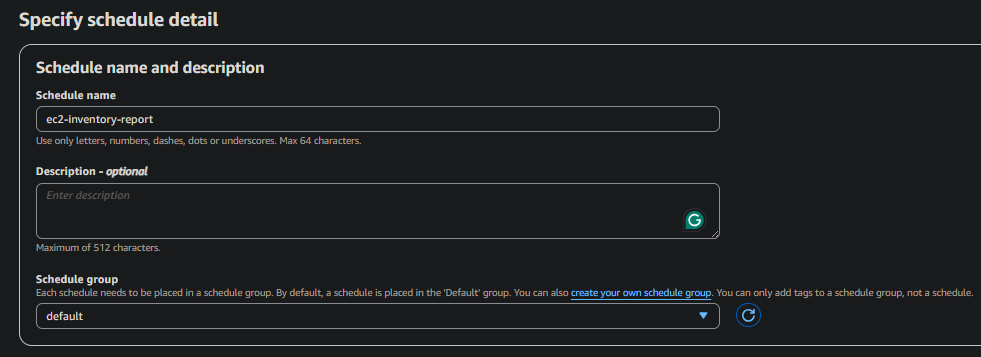 Specify schedule detail
Schedule name and description
Schedule name
ec2-inventory-report
Use only letters, numbers, dashes, dots or underscores. Max 64 characters.
Description - optional
Enter description
Maximum of 512 characters.
Schedule group
Each schedule needs to be placed in a schedule group. By default, a schedule is placed in the 'Default' group. You can also create your own schedule group. You can only add tags to a schedule group, not a schedule.
default